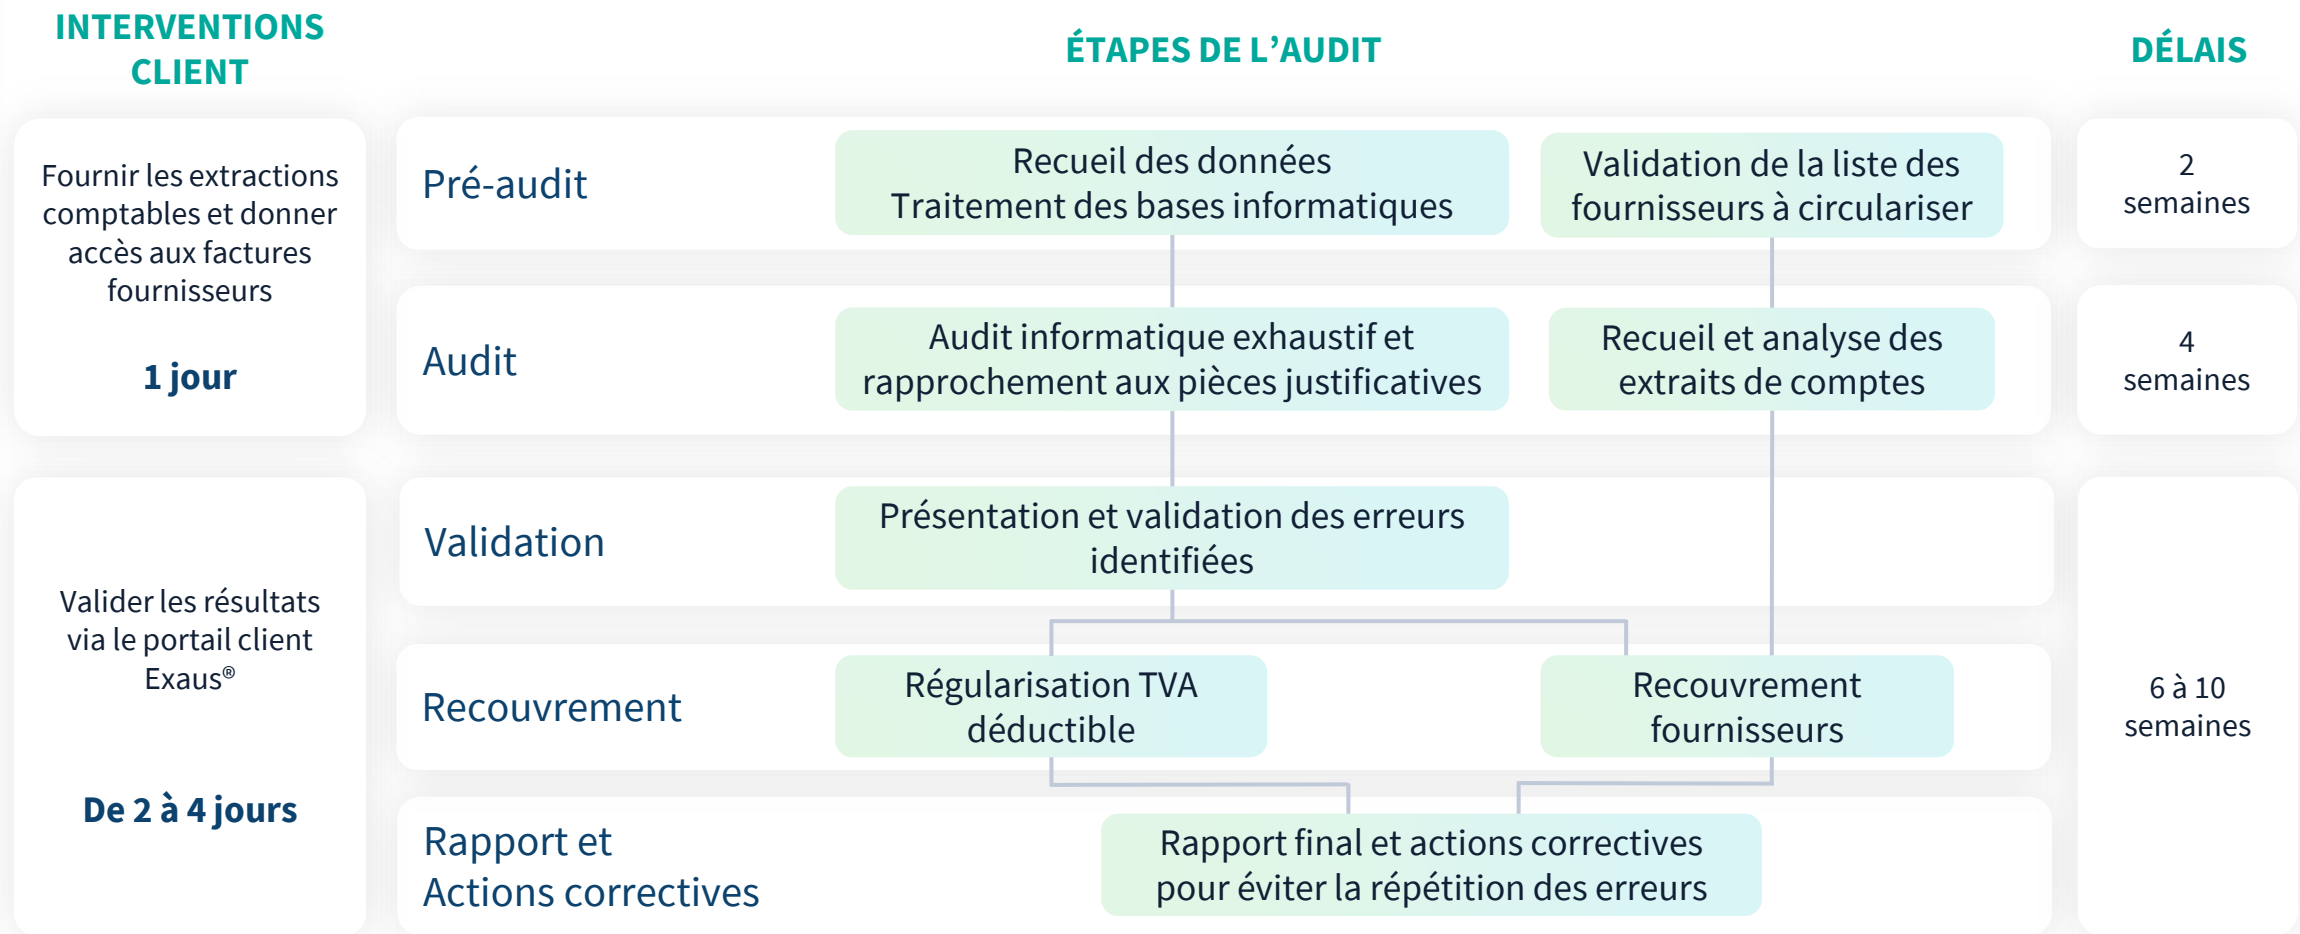 INTERVENTIONS
CLIENT
ÉTAPES DE L’AUDIT
DÉLAIS
Fournir les extractions
comptables et donner
accès aux factures
fournisseurs
1 jour
Pré-audit
Recueil des données
Traitement des bases informatiques
Validation de la liste des
fournisseurs à circulariser
2
semaines
Audit
Audit informatique exhaustif et
rapprochement aux pièces justificatives
Recueil et analyse des
extraits de comptes
4
semaines
Valider les résultats
via le portail client
Exaus®
De 2 à 4 jours
Validation
Présentation et validation des erreurs
identifiées
Recouvrement
Régularisation TVA
déductible
Recouvrement
fournisseurs
6 à 10
semaines
Rapport et
Actions correctives
Rapport final et actions correctives
pour éviter la répétition des erreurs